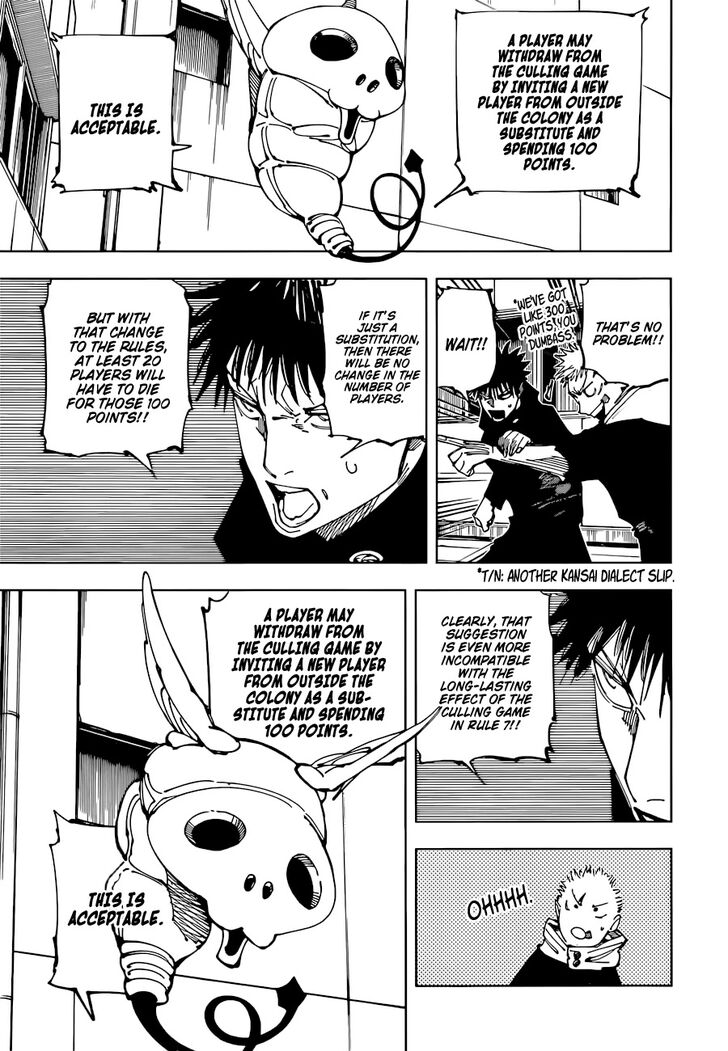 A PLAYER MAY
WITHDRAW FROM
THE CULLING GAME
BY INVITING A NEW
PLAYER FROM OUTSIDE
THE COLONY AS A
SUBSTITUTE AND
SPENDING 100
POINTS.
THIS IS
ACCEPTABLE.
THAT'S NO
PROBLEM!!
*WE'VE GOT
LIKE 300
POINTS, YOU
DUMBASS.
WAIT!!
IF IT'S
JUST A
SUBSTITUTION,
THEN THERE
WILL BE NO
CHANGE IN THE
NUMBER OF
PLAYERS.
BUT WITH
THAT CHANGE
TO THE RULES,
AT LEAST 20
PLAYERS WILL
HAVE TO DIE
FOR THOSE 100
POINTS!!
*T/N: ANOTHER KANSAI DIALECT SLIP.
CLEARLY, THAT
SUGGESTION
IS EVEN MORE
INCOMPATIBLE
WITH THE
LONG-LASTING
EFFECT OF THE
CULLING GAME
IN RULE 7!!
OHHHH.
A PLAYER MAY
WITHDRAW FROM
THE CULLING GAME BY
INVITING A NEW PLAYER
FROM OUTSIDE THE
COLONY AS A SUB-
STITUTE AND SPENDING
100 POINTS.
THIS IS
ACCEPTABLE.